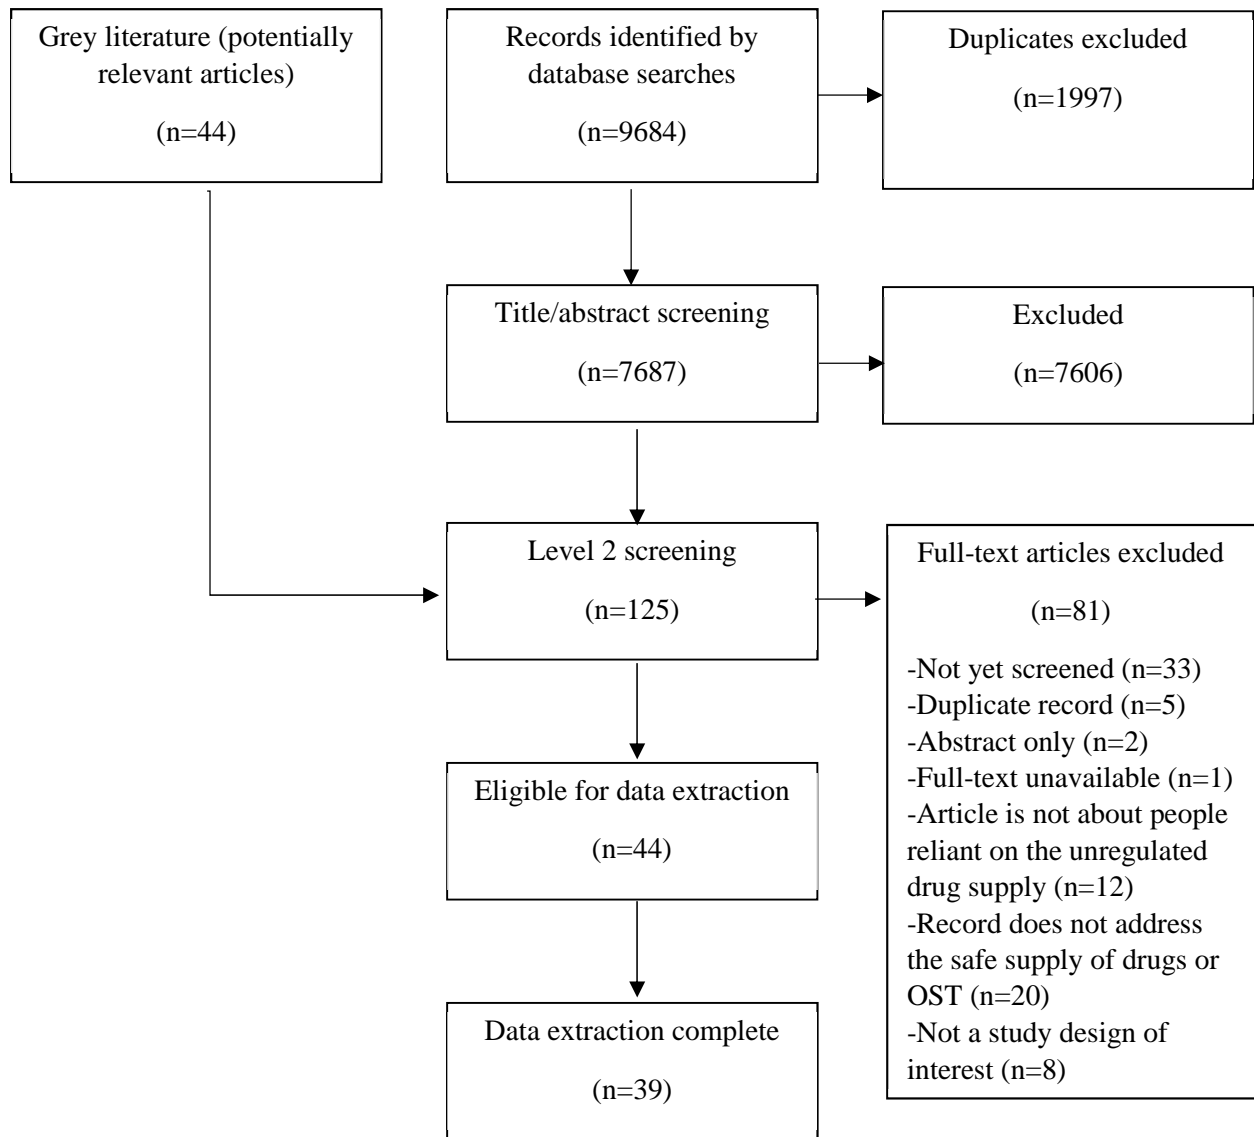 Grey literature (potentially
relevant articles)
(n=44)
Records identified by
database searches
(n=9684)
Duplicates excluded
(n=1997)
Title/abstract screening
(n=7687)
Excluded
(n=7606)
Level 2 screening
(n=125)
Full-text articles excluded
(n=81)
-Not yet screened (n=33)
-Duplicate record (n=5)
-Abstract only (n=2)
-Full-text unavailable (n=1)
-Article is not about people
reliant on the unregulated
drug supply (n=12)
-Record does not address
the safe supply of drugs or
OST (n=20)
-Not a study design of
interest (n=8)
Eligible for data extraction
(n=44)
Data extraction complete
(n=39)